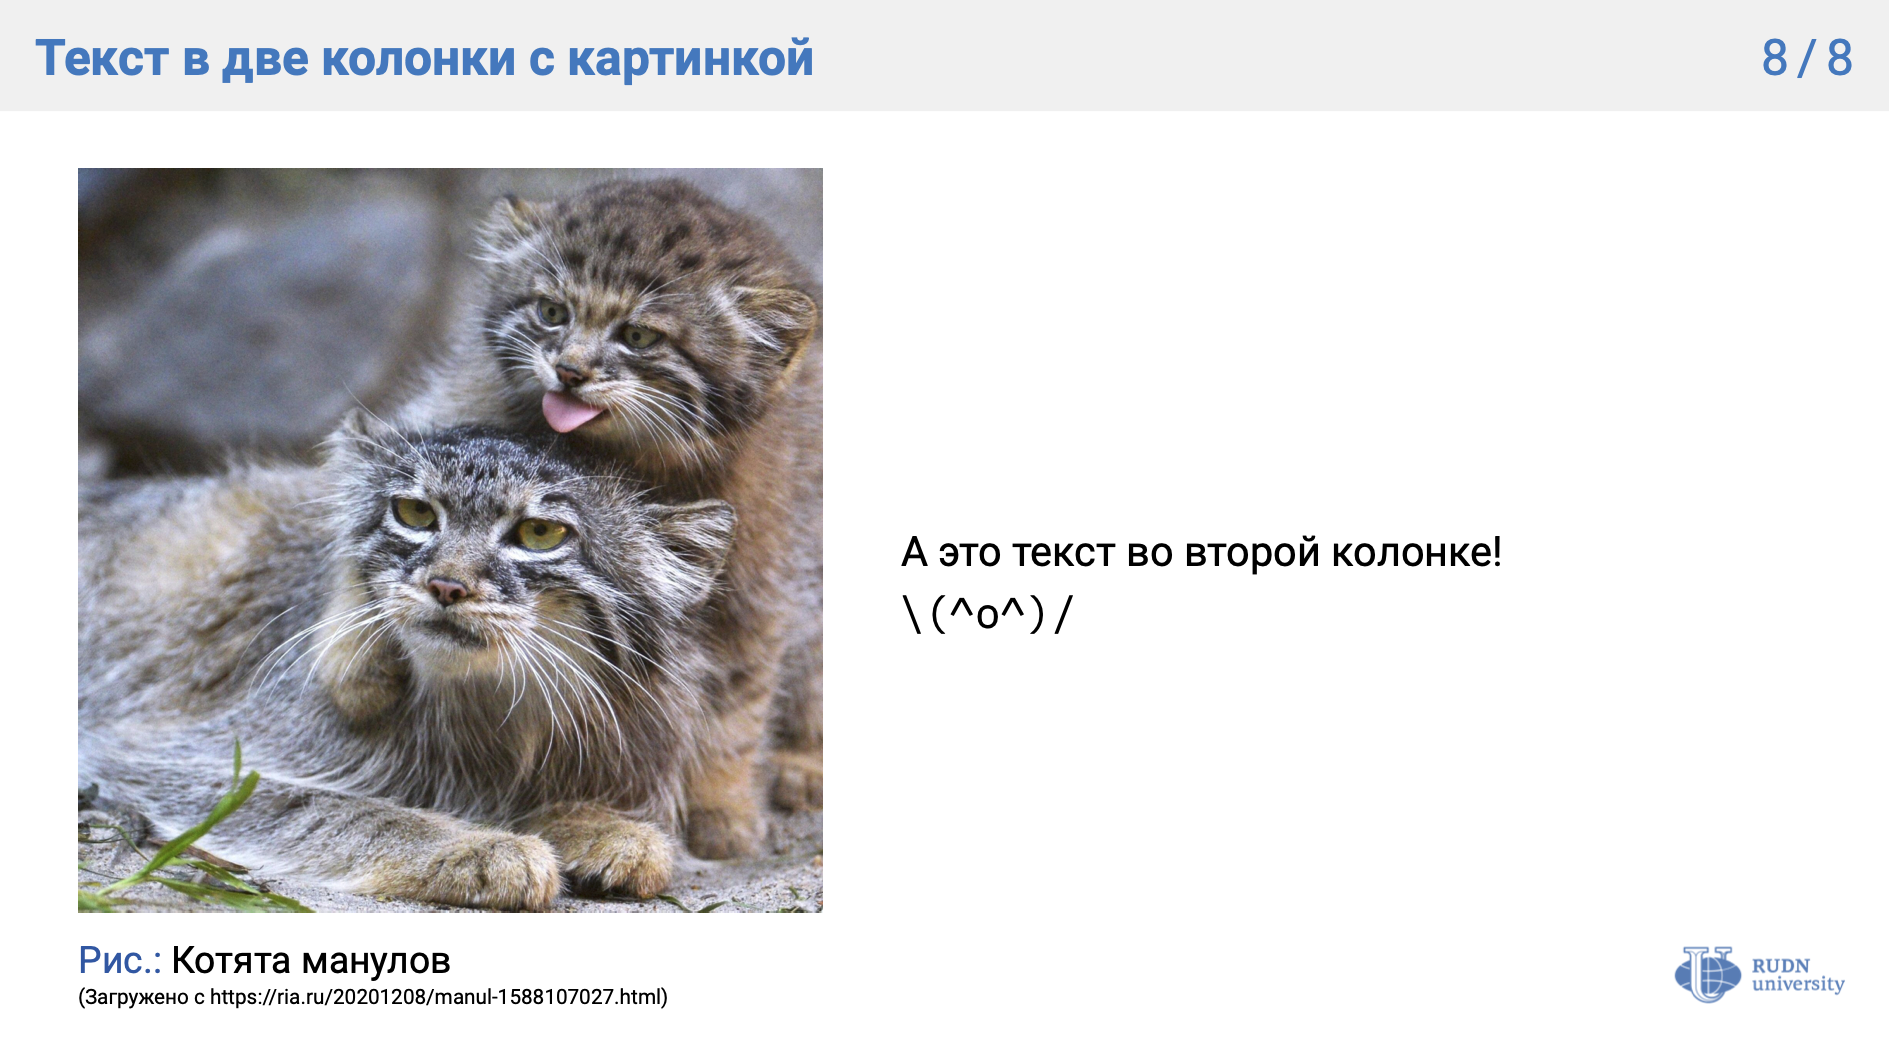 Текст в две колонки с картинкой
8 / 8
А это текст во второй колонке!
\(^o^)/
Рис.: Котята манулов
(Загружено с https://ria.ru/20201208/manul-1588107027.html)
RUDN
university